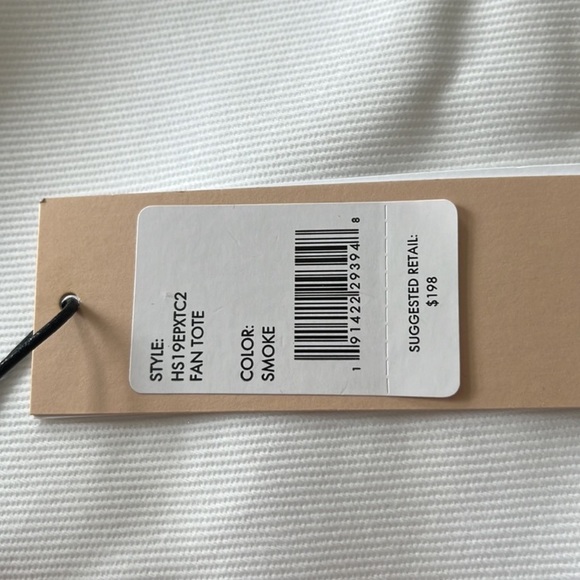 STYLE:
HS19EPXTC2
FAN TOTE
COLOR:
SMOKE
1 91422 29394 8
SUGGESTED RETAIL:
$198